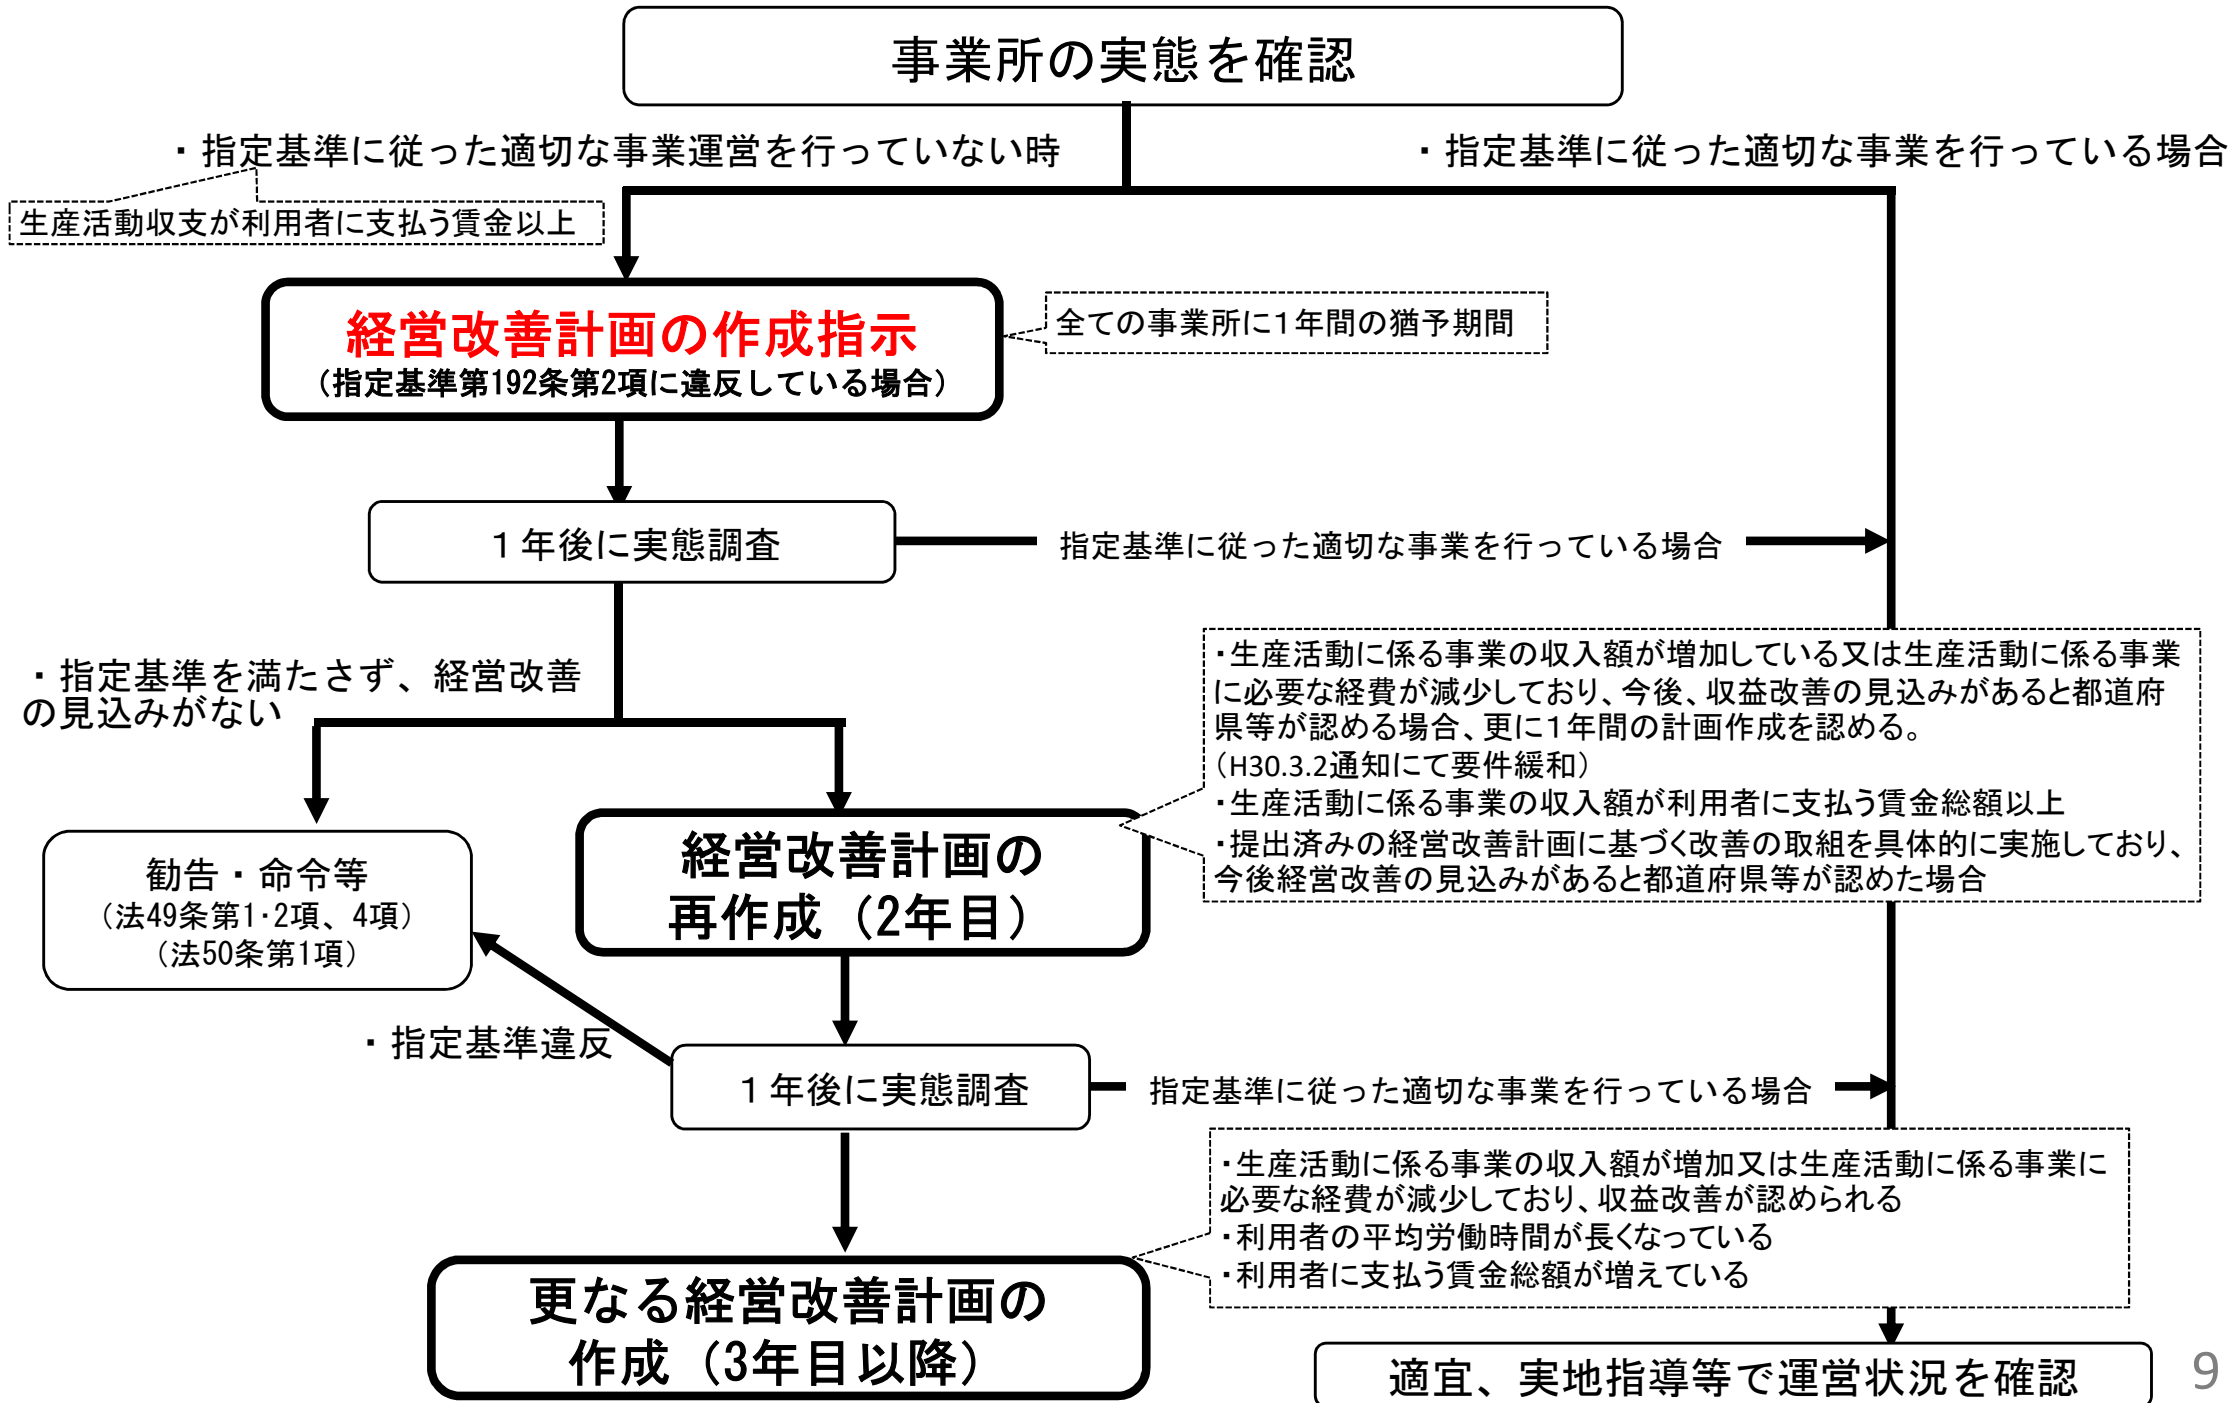 事業所の実態を確認
・指定基準に従った適切な事業運営を行っていない時
・指定基準に従った適切な事業を行っている場合
生産活動収支が利用者に支払う賃金以上
経営改善計画の作成指示
（指定基準第192条第2項に違反している場合）
全ての事業所に1年間の猶予期間
１年後に実態調査
指定基準に従った適切な事業を行っている場合
・指定基準を満たさず、経営改善
の見込みがない
・生産活動に係る事業の収入額が増加している又は生産活動に係る事業
に必要な経費が減少しており、今後、収益改善の見込みがあると都道府
県等が認める場合、更に１年間の計画作成を認める。
（H30.3.2通知にて要件緩和）
・生産活動に係る事業の収入額が利用者に支払う賃金総額以上
・提出済みの経営改善計画に基づく改善の取組を具体的に実施しており、
今後経営改善の見込みがあると都道府県等が認めた場合
勧告・命令等
（法49条第1・2項、4項）
（法50条第1項）
経営改善計画の
再作成（2年目）
・指定基準違反
１年後に実態調査
指定基準に従った適切な事業を行っている場合
・生産活動に係る事業の収入額が増加又は生産活動に係る事業に
必要な経費が減少しており、収益改善が認められる
・利用者の平均労働時間が長くなっている
・利用者に支払う賃金総額が増えている
更なる経営改善計画の
作成（3年目以降）
適宜、実地指導等で運営状況を確認
9